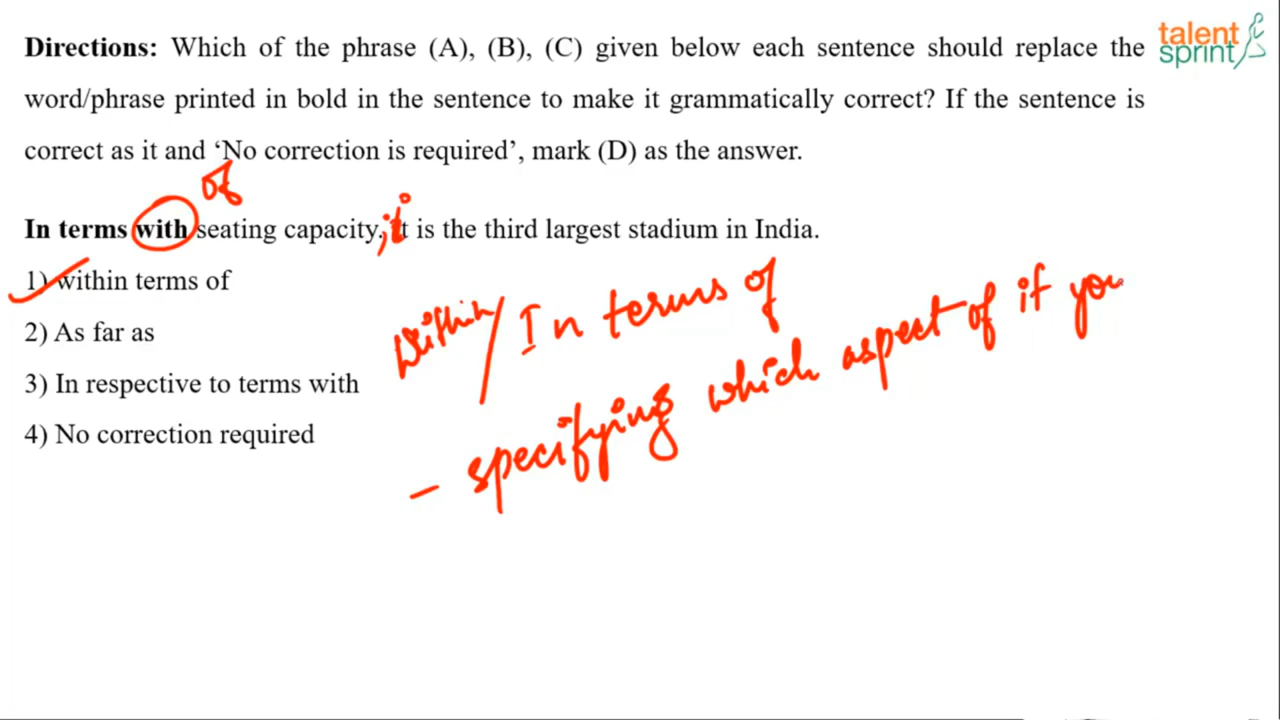 Directions: Which of the phrase (A), (B), (C) given below each sentence should replace the
word/phrase printed in bold in the sentence to make it grammatically correct? If the sentence is
correct as it and ‘No correction is required’, mark (D) as the answer.
talent
sprint
of
In terms with seating capacity, it is the third largest stadium in India.
1) within terms of
2) As far as
3) In respective to terms with
4) No correction required
Within / In terms of
- specifying which aspect of if you